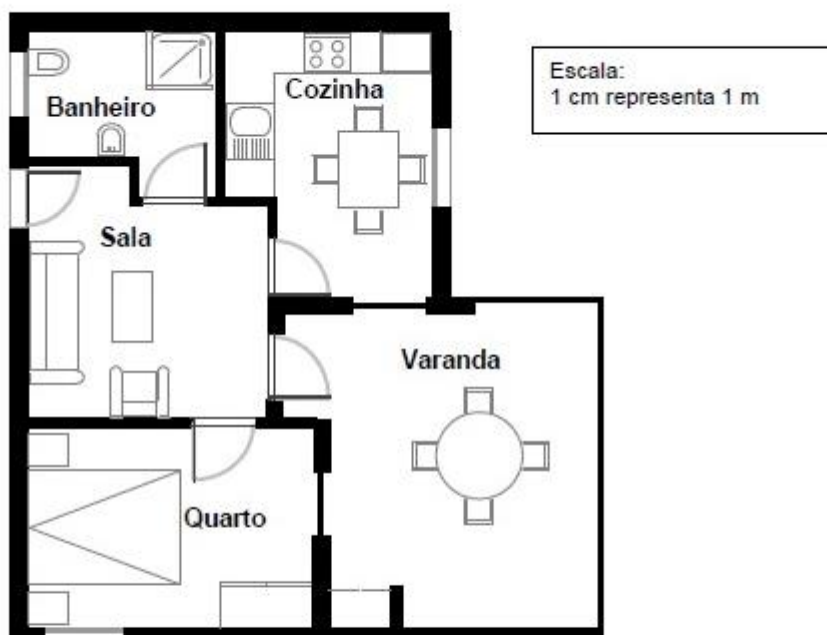 Banheiro
Cozinha
Escala:
1 cm representa 1 m
Sala
Varanda
Quarto